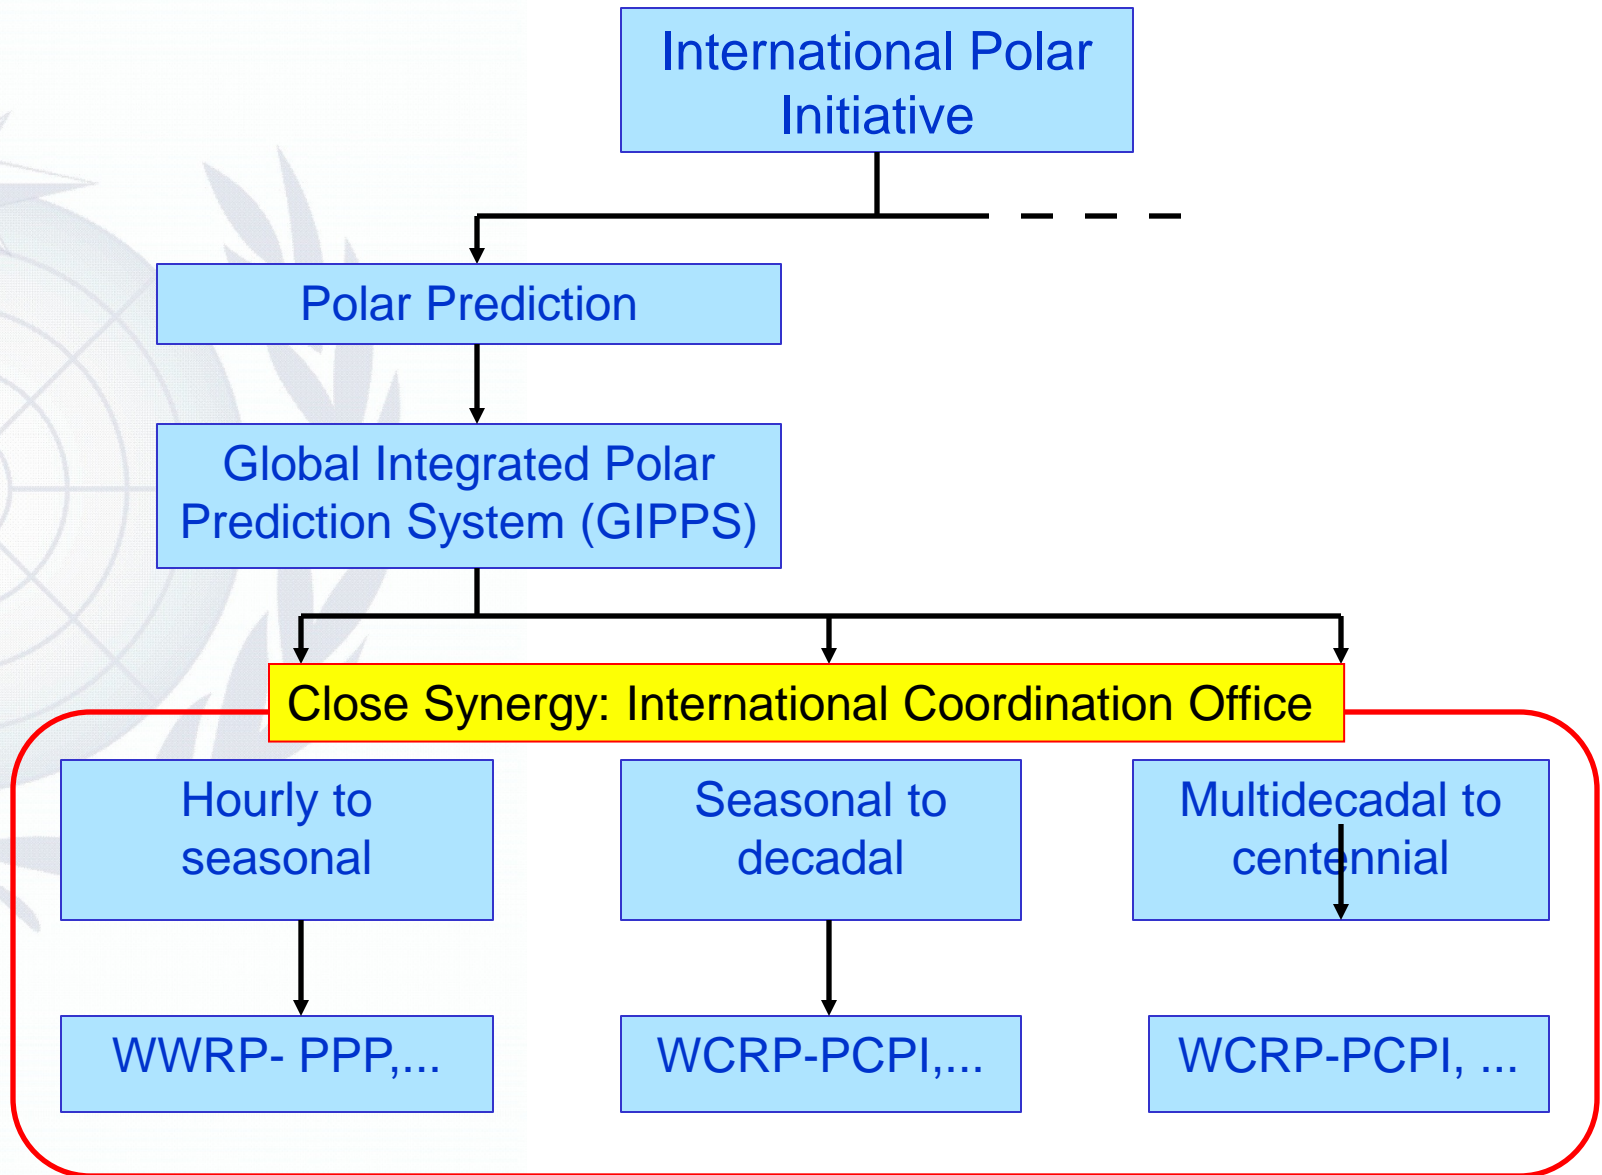 International Polar
Initiative
Polar Prediction
Global Integrated Polar
Prediction System (GIPPS)
Close Synergy: International Coordination Office
Hourly to
seasonal
Seasonal to
decadal
Multidecadal to
centennial
WWRP- PPP,...
WCRP-PCPI,...
WCRP-PCPI, ...